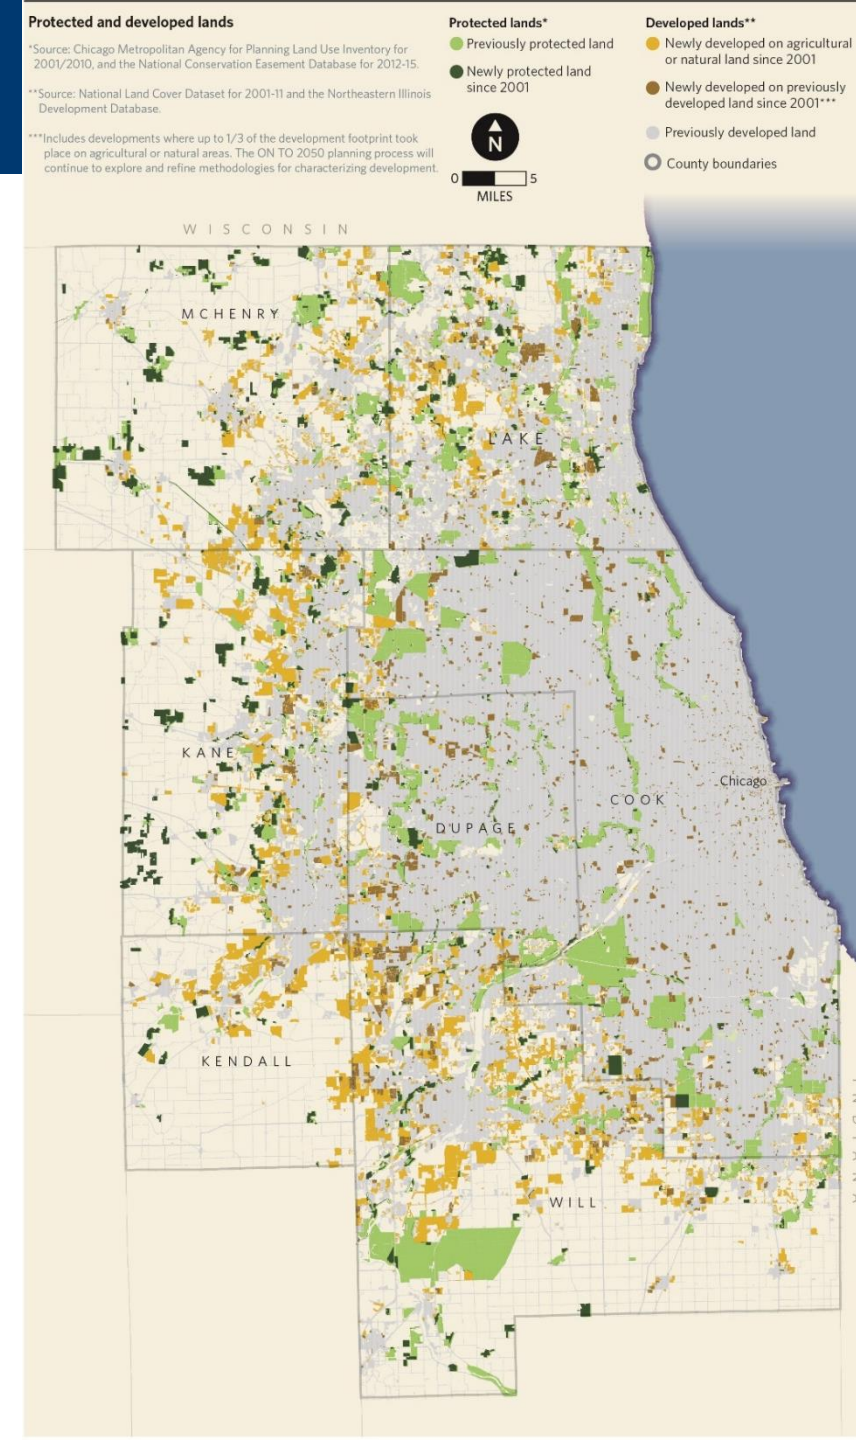 Protected and developed lands
*Source: Chicago Metropolitan Agency for Planning Land Use Inventory for
2001/2010, and the National Conservation Easement Database for 2012-15.
**Source: National Land Cover Dataset for 2001-11 and the Northeastern Illinois
Development Database.
***Includes developments where up to 1/3 of the development footprint took
place on agricultural or natural areas. The ON TO 2050 planning process will
continue to explore and refine methodologies for characterizing development.
Protected lands*
Previously protected land
Newly protected land
since 2001
N
0 5
MILES
Developed lands**
Newly developed on agricultural
or natural land since 2001
Newly developed on previously
developed land since 2001***
Previously developed land
County boundaries
WISCONSIN
MCHENRY
LAKE
KANE
Chicago
COOK
DUPAGE
KENDALL
WILL